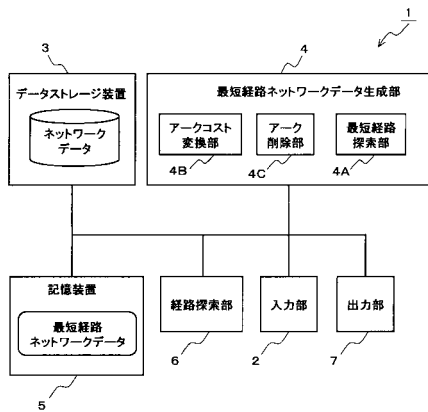 1
3
4
データストレージ装置
ネットワーク
データ
最短経路ネットワークデータ生成部
アークコスト
変換部
アーク
削除部
最短経路
探索部
4B
4C
4A
記憶装置
最短経路
ネットワークデータ
経路探索部
入力部
出力部
5
6
2
7